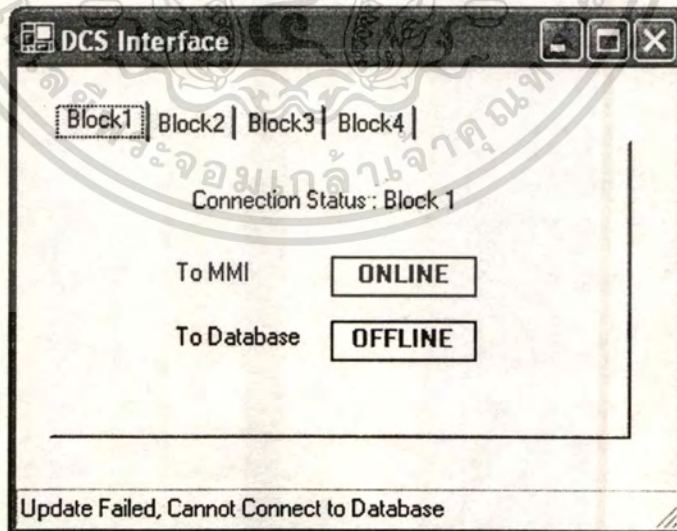 DCS Interface
Block1 Block2 Block3 Block4
Connection Status : Block 1
To MMI ONLINE
To Database OFFLINE
Update Failed, Cannot Connect to Database